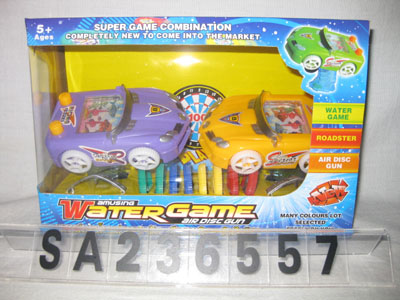 5+
Ages
SUPER GAME COMBINATION
COMPLETELY NEW TO COME INTO THE MARKET
100
WATER
GAME
ROADSTER
AIR DISC
GUN
amusing
WATERGAME
AIR DISC GUN
MANY COLOURS LOT
SELECTED
SA236557